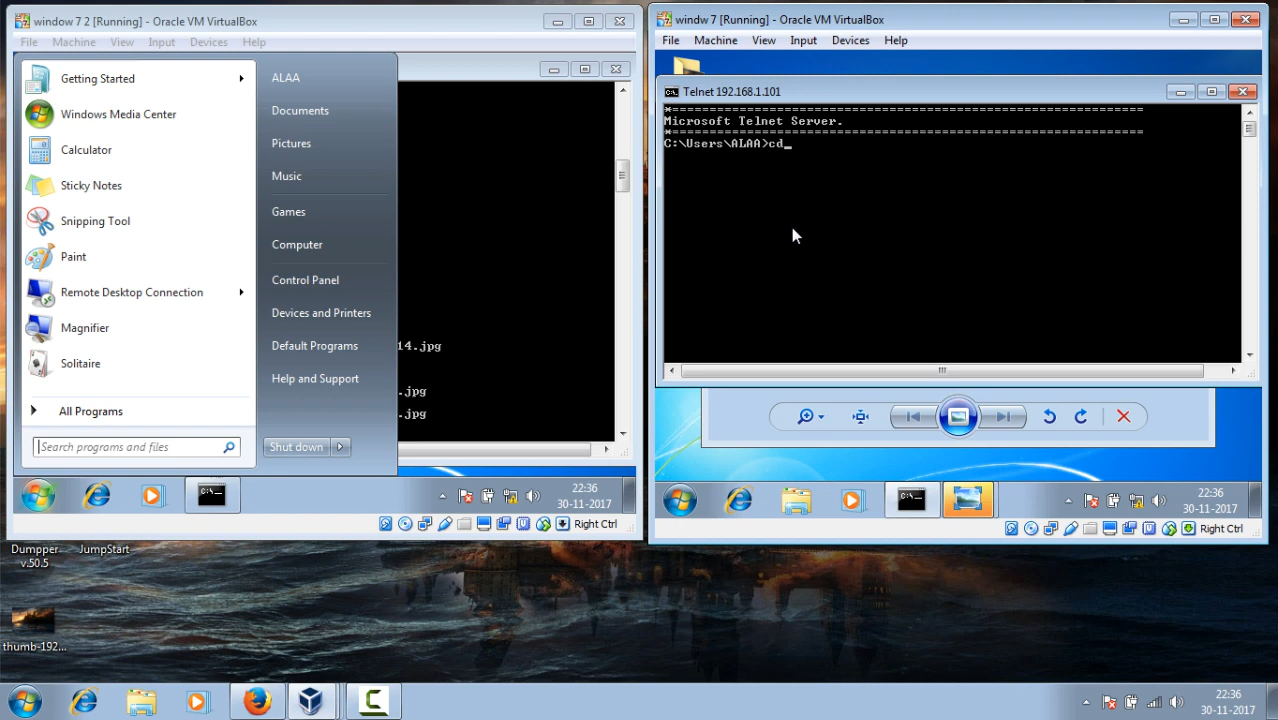 windw 7 2 [Running] - Oracle VM VirtualBox
File Machine View Input Devices Help
Getting Started
Windows Media Center
Calculator
Sticky Notes
Snipping Tool
Paint
Remote Desktop Connection
Magnifier
Solitaire
All Programs
Search programs and files
ALAA
Documents
Pictures
Music
Games
Computer
Control Panel
Devices and Printers
Default Programs
Help and Support
Shut down
14.jpg
.jpg
.jpg
22:36
30-11-2017
Right Ctrl
windw 7 [Running] - Oracle VM VirtualBox
File Machine View Input Devices Help
Telnet 192.168.1.101
*===============================================================
Microsoft Telnet Server.
*===============================================================
C:\Users\ALAA>cd_
22:36
30-11-2017
Right Ctrl
Dumpper
v.50.5
JumpStart
thumb-192...
22:36
30-11-2017